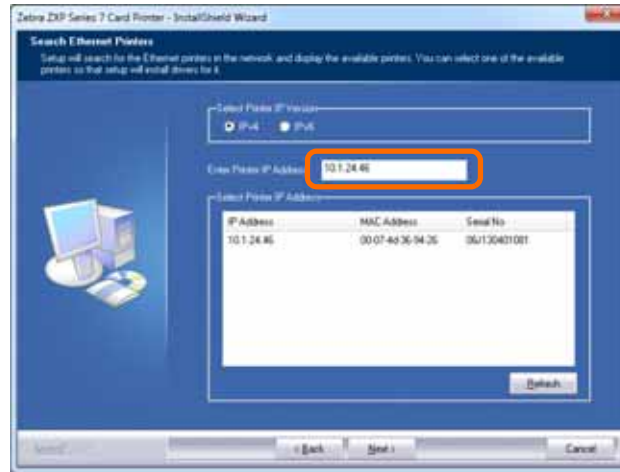 Zebra ZXP Series 7 Card Printer - InstallShield Wizard
Search Ethernet Printers
Setup will search for the Ethernet printers in the network and display the available printers. You can select one of the available
printers so that setup will install drivers for it.
Select Printer IP Version
IPv4 IPv6
Enter Printer IP Address 10.1.24.46
Select Printer IP Address
IP Address MAC Address Serial No
10.1.24.46 00-07-4d-36-94-26 06J130401081
Refresh
< Back Next > Cancel